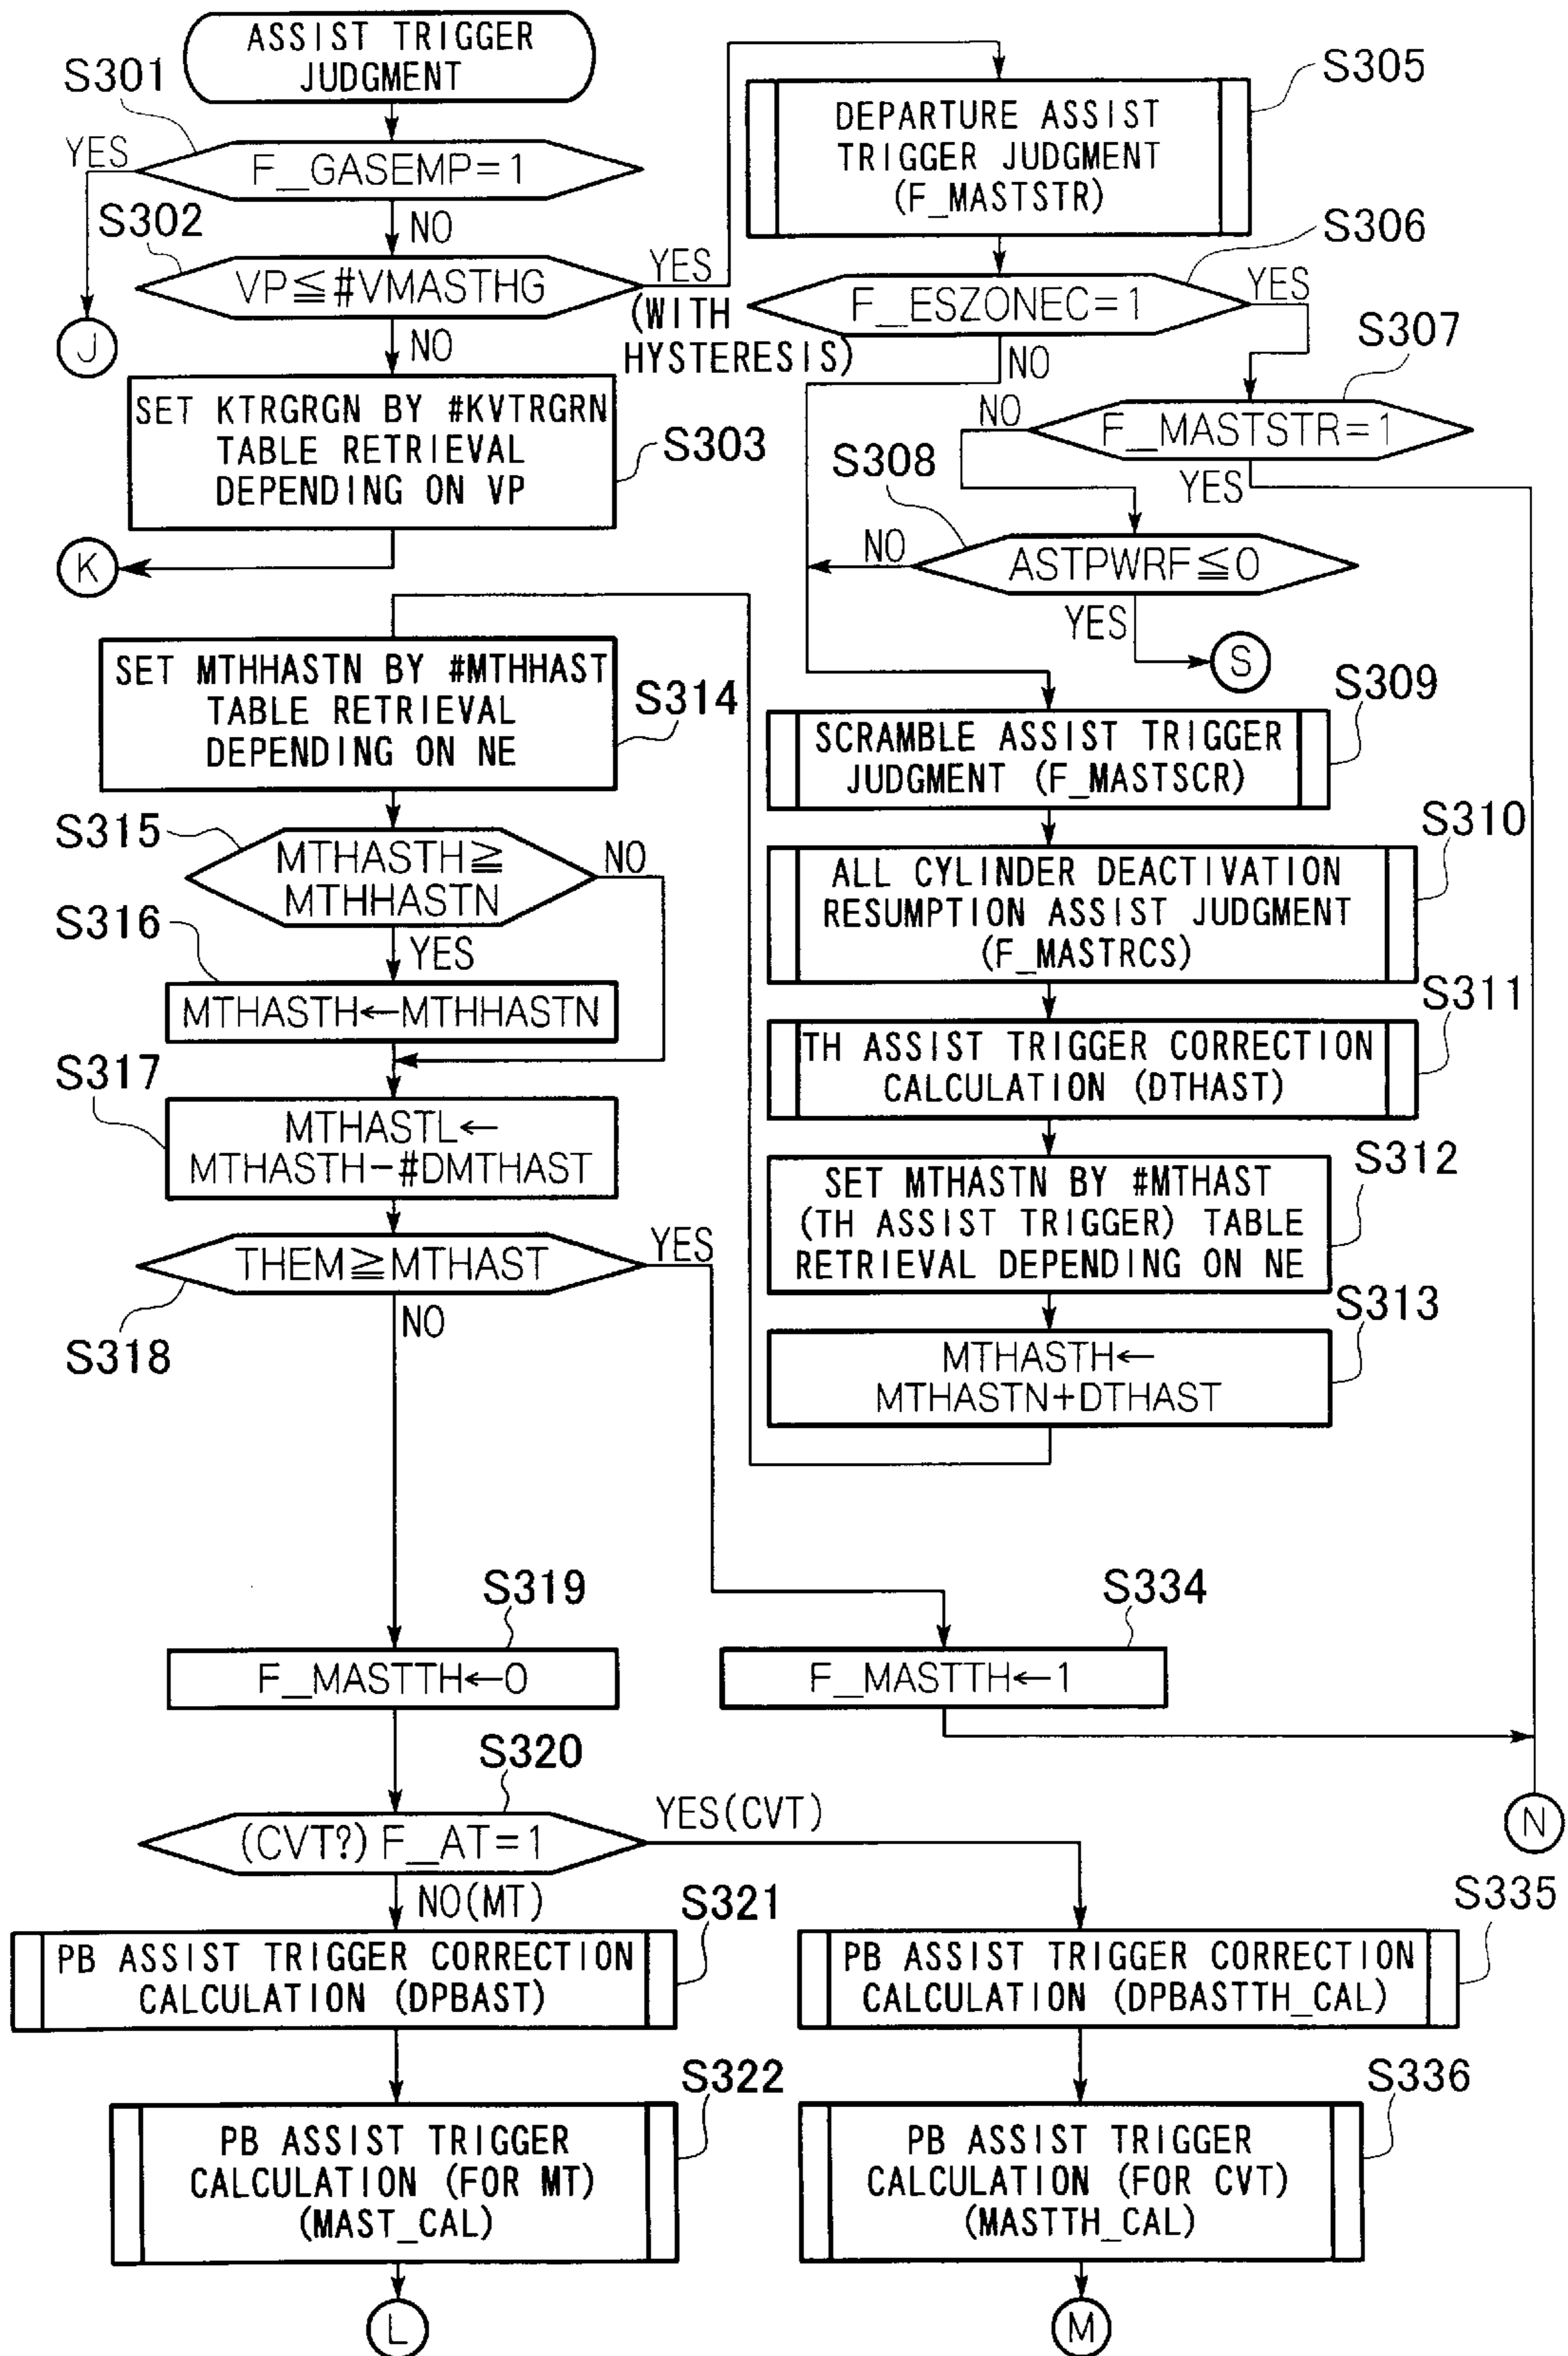 ASSIST TRIGGER
JUDGMENT
S301
YES
F_GASEMP=1
NO
J
S302
VP≦#VMASTHG
YES
(WITH
HYSTERESIS)
NO
SET KTRGRGN BY #KVTRGRN
TABLE RETRIEVAL
DEPENDING ON VP
S303
K
DEPARTURE ASSIST
TRIGGER JUDGMENT
(F_MASTSTR)
S305
S306
F_ESZONEC=1
YES
NO
S307
NO
F_MASTSTR=1
YES
S308
NO
ASTPWRF≦0
YES
S
SCRAMBLE ASSIST TRIGGER
JUDGMENT (F_MASTSCR)
S309
ALL CYLINDER DEACTIVATION
RESUMPTION ASSIST JUDGMENT
(F_MASTRCS)
S310
TH ASSIST TRIGGER CORRECTION
CALCULATION (DTHAST)
S311
SET MTHASTN BY #MTHAST
(TH ASSIST TRIGGER) TABLE
RETRIEVAL DEPENDING ON NE
S312
MTHASTH←
MTHASTN+DTHAST
S313
SET MTHHASTN BY #MTHHAST
TABLE RETRIEVAL
DEPENDING ON NE
S314
S315
MTHASTH≧
MTHHASTN
NO
YES
S316
MTHASTH←MTHHASTN
S317
MTHASTL←
MTHASTH-#DMTHAST
THEM≧MTHAST
YES
S318
NO
S319
F_MASTTH←0
S334
F_MASTTH←1
N
S320
(CVT?) F_AT=1
YES(CVT)
NO(MT)
S321
PB ASSIST TRIGGER CORRECTION
CALCULATION (DPBAST)
S322
PB ASSIST TRIGGER
CALCULATION (FOR MT)
(MAST_CAL)
L
S335
PB ASSIST TRIGGER CORRECTION
CALCULATION (DPBASTTH_CAL)
S336
PB ASSIST TRIGGER
CALCULATION (FOR CVT)
(MASTTH_CAL)
M